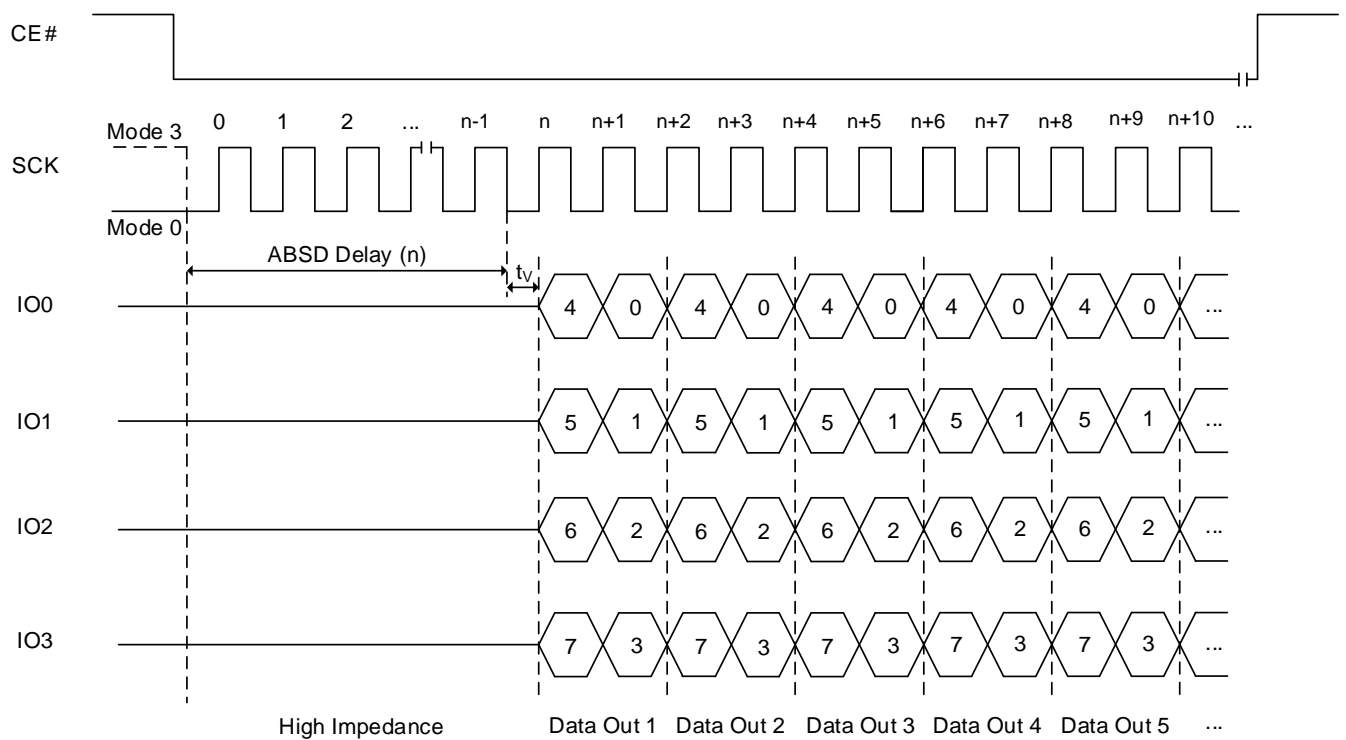 CE#
Mode 3 0 1 2 ... n-1 n n+1 n+2 n+3 n+4 n+5 n+6 n+7 n+8 n+9 n+10 ...
SCK
Mode 0
ABSD Delay (n)
tV
IO0 4 0 4 0 4 0 4 0 4 0 ...
IO1 5 1 5 1 5 1 5 1 5 1 ...
IO2 6 2 6 2 6 2 6 2 6 2 ...
IO3 7 3 7 3 7 3 7 3 7 3 ...
High Impedance Data Out 1 Data Out 2 Data Out 3 Data Out 4 Data Out 5 ...